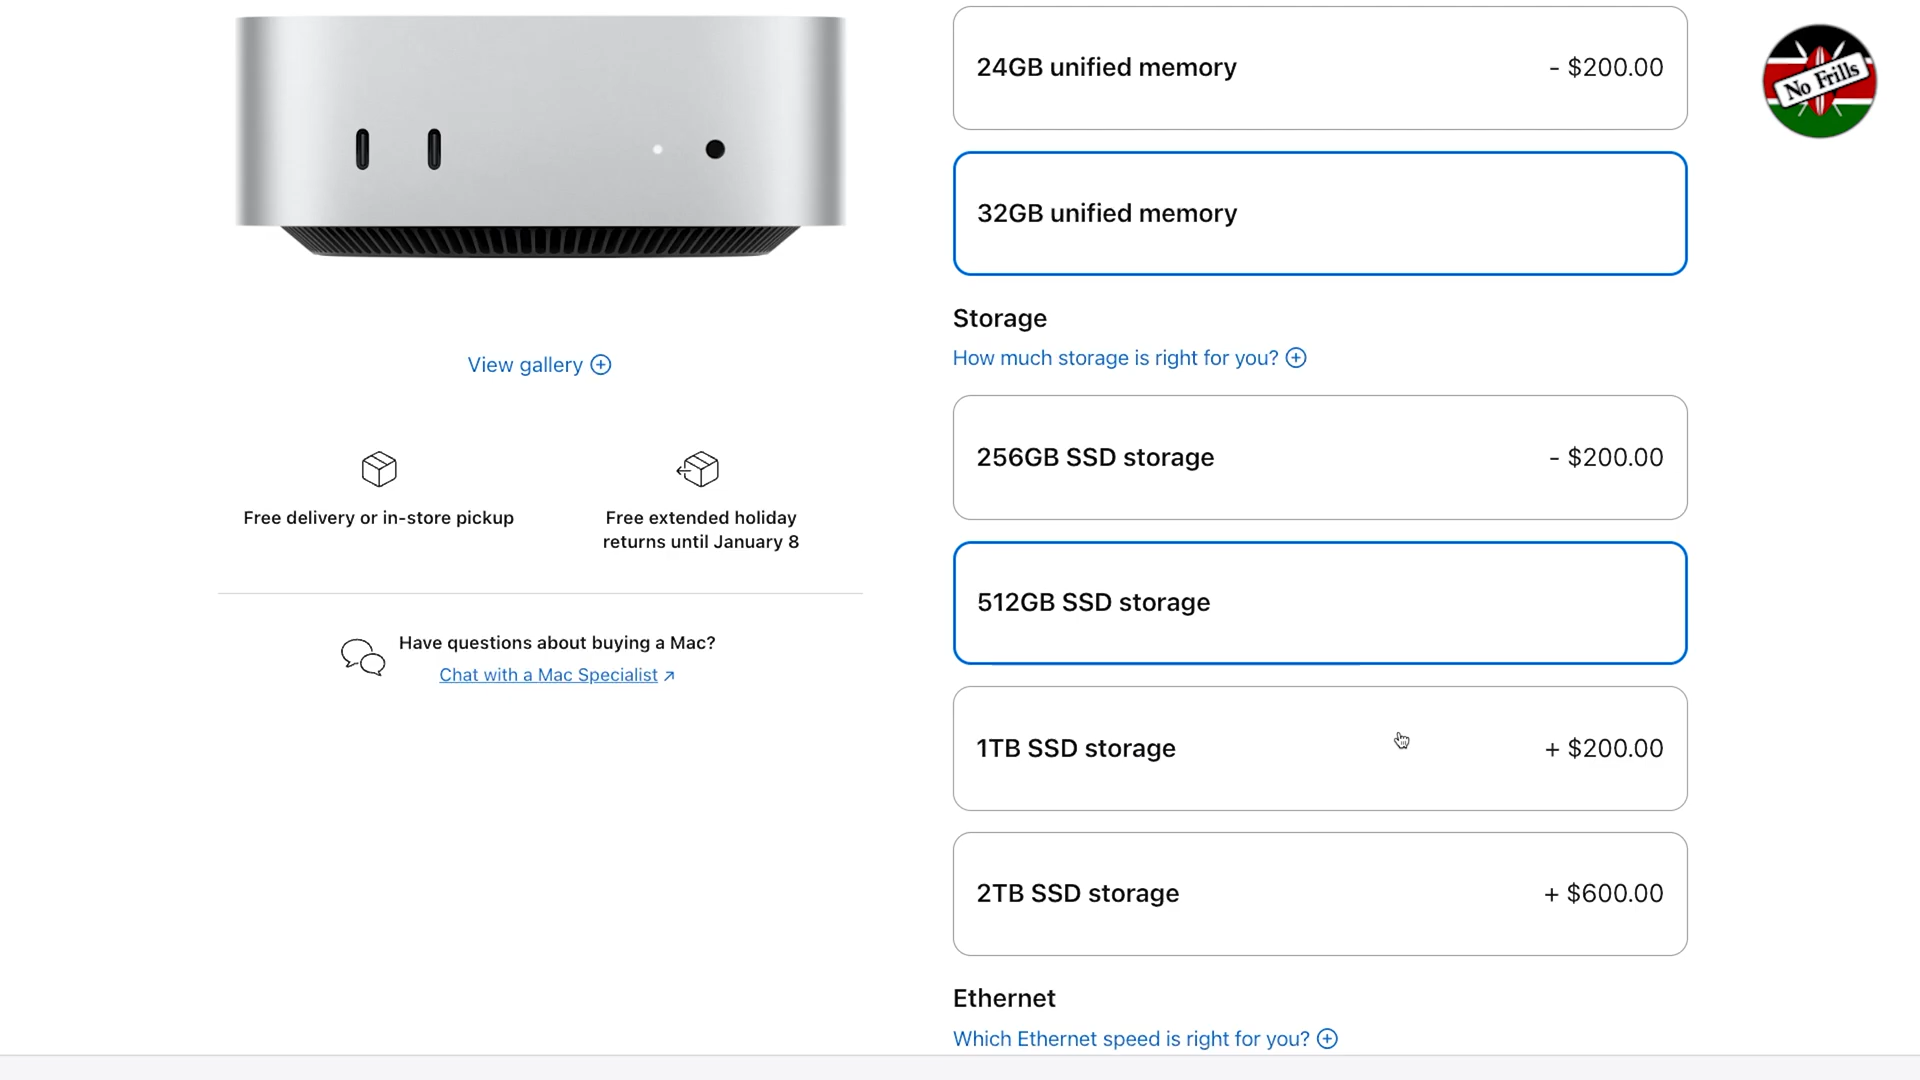 24GB unified memory
- $200.00
No Frills
32GB unified memory
Storage
How much storage is right for you?
View gallery
256GB SSD storage
- $200.00
Free delivery or in-store pickup
Free extended holiday
returns until January 8
512GB SSD storage
Have questions about buying a Mac?
Chat with a Mac Specialist ↗
1TB SSD storage
+ $200.00
2TB SSD storage
+ $600.00
Ethernet
Which Ethernet speed is right for you?